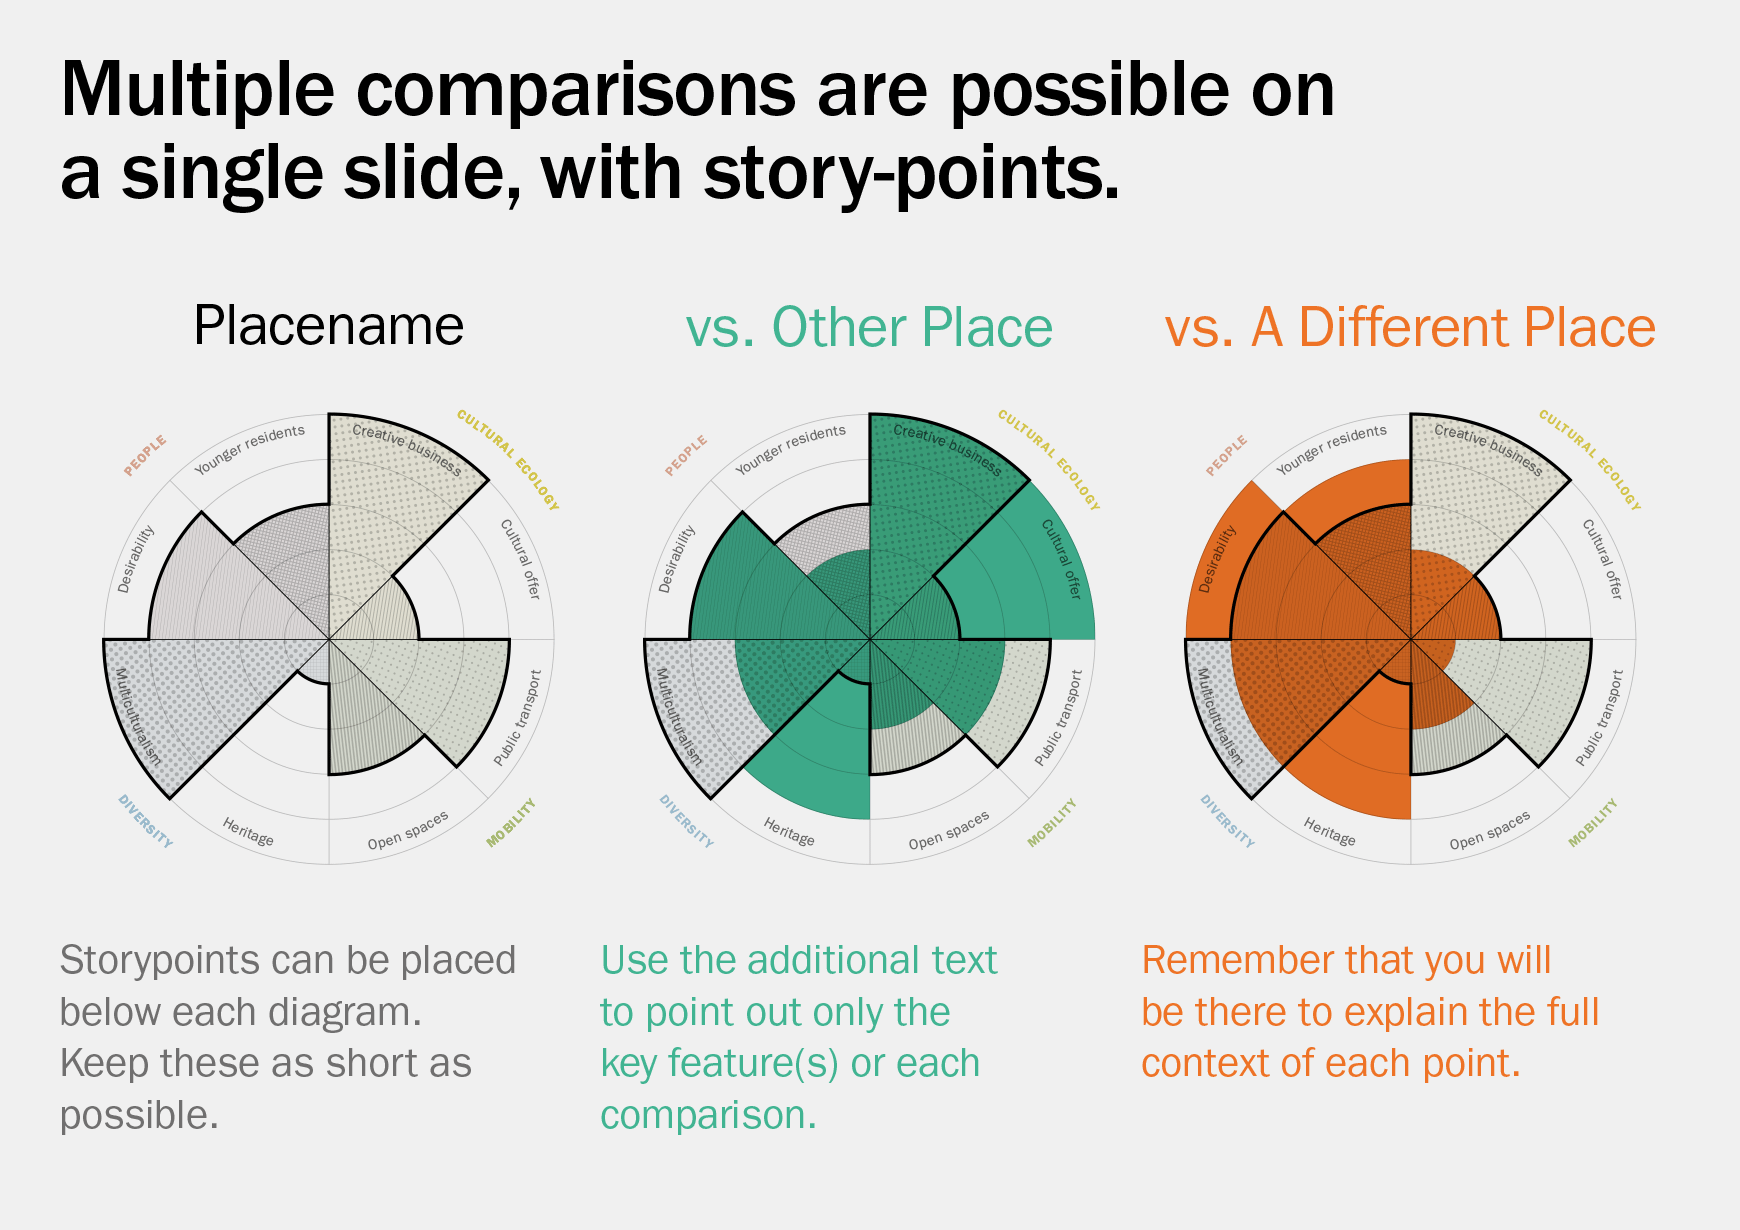 Multiple comparisons are possible on
a single slide, with story-points.
Placename
PEOPLE
CULTURAL ECOLOGY
Younger residents
Creative business
Desirability
Cultural offer
Multiculturalism
Public transport
Heritage
Open spaces
DIVERSITY
MOBILITY
vs. Other Place
PEOPLE
CULTURAL ECOLOGY
Younger residents
Creative business
Desirability
Cultural offer
Multiculturalism
Public transport
Heritage
Open spaces
DIVERSITY
MOBILITY
vs. A Different Place
PEOPLE
CULTURAL ECOLOGY
Younger residents
Creative business
Desirability
Cultural offer
Multiculturalism
Public transport
Heritage
Open spaces
DIVERSITY
MOBILITY
Storypoints can be placed
below each diagram.
Keep these as short as
possible.
Use the additional text
to point out only the
key feature(s) or each
comparison.
Remember that you will
be there to explain the full
context of each point.